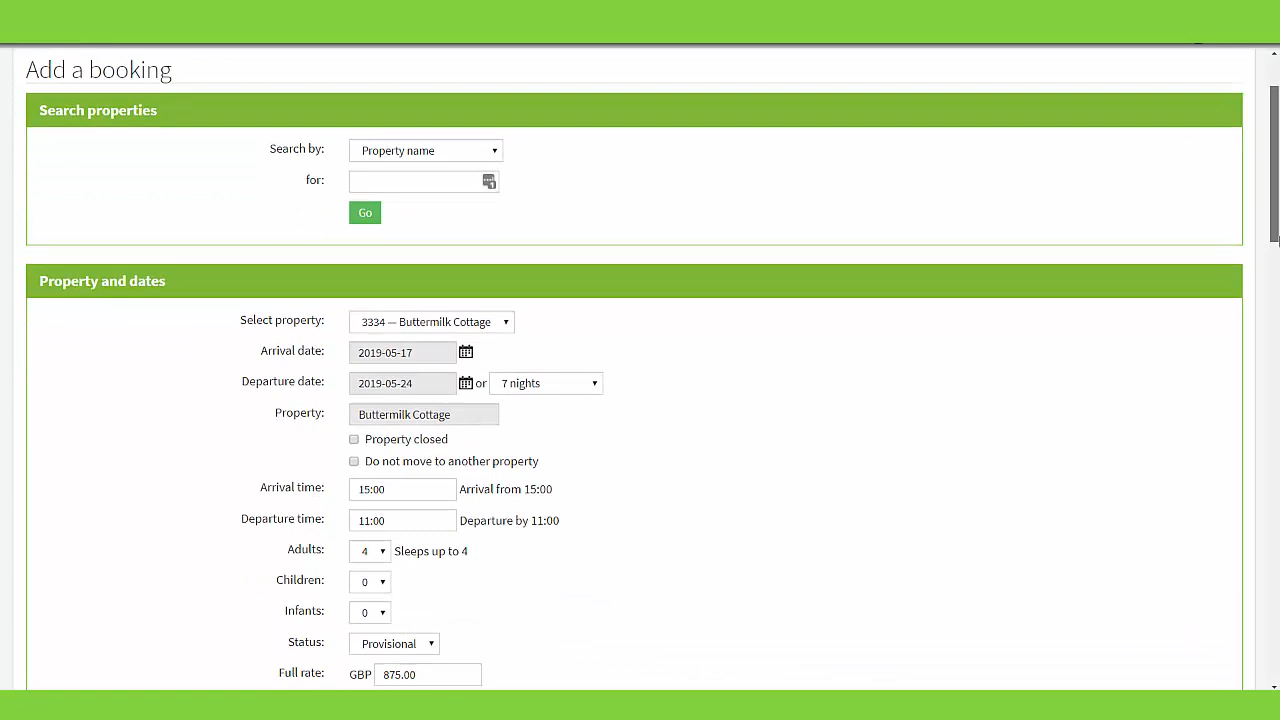 Add a booking
Search properties
Search by: Property name
for:
Go
Property and dates
Select property: 3334 — Buttermilk Cottage
Arrival date: 2019-05-17
Departure date: 2019-05-24 or 7 nights
Property: Buttermilk Cottage
Property closed
Do not move to another property
Arrival time: 15:00 Arrival from 15:00
Departure time: 11:00 Departure by 11:00
Adults: 4 Sleeps up to 4
Children: 0
Infants: 0
Status: Provisional
Full rate: GBP 875.00